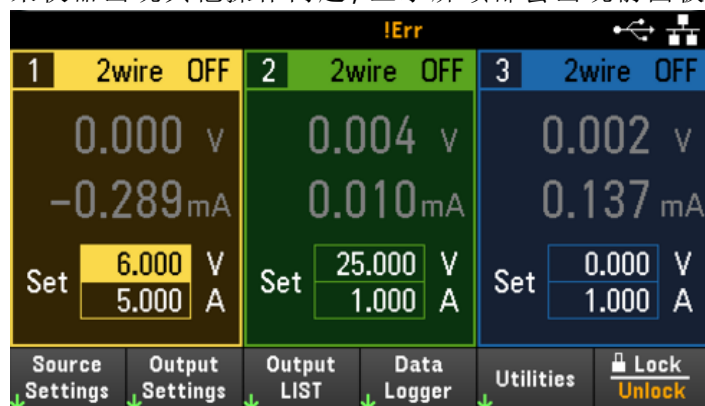 !Err
1 2wire OFF 2 2wire OFF 3 2wire OFF
0.000 V 0.004 V 0.002 V
-0.289mA 0.010mA 0.137 mA
Set 6.000 V Set 25.000 V Set 0.000 V
5.000 A 1.000 A 1.000 A
Source Output Output Data Utilities Lock
Settings Settings LIST Logger Unlock